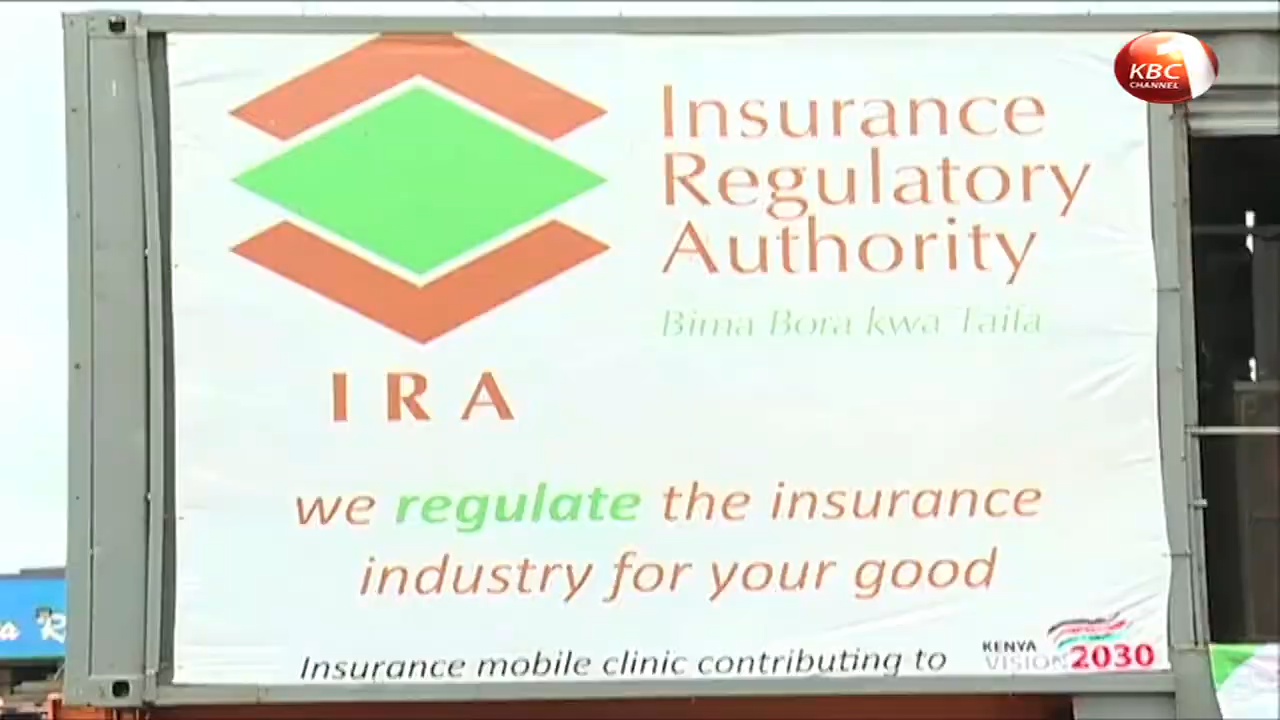 KBC
CHANNEL
1
Insurance
Regulatory
Authority
Bima Bora kwa Taifa
IRA
we regulate the insurance
industry for your good
Insurance mobile clinic contributing to
KENYA
VISION 2030